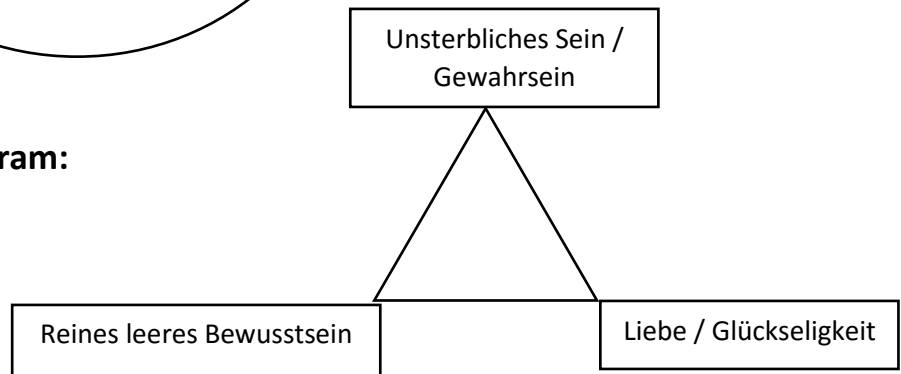 Unsterbliches Sein /
Gewahrsein
ram:
Reines leeres Bewusstsein
Liebe / Glückseligkeit